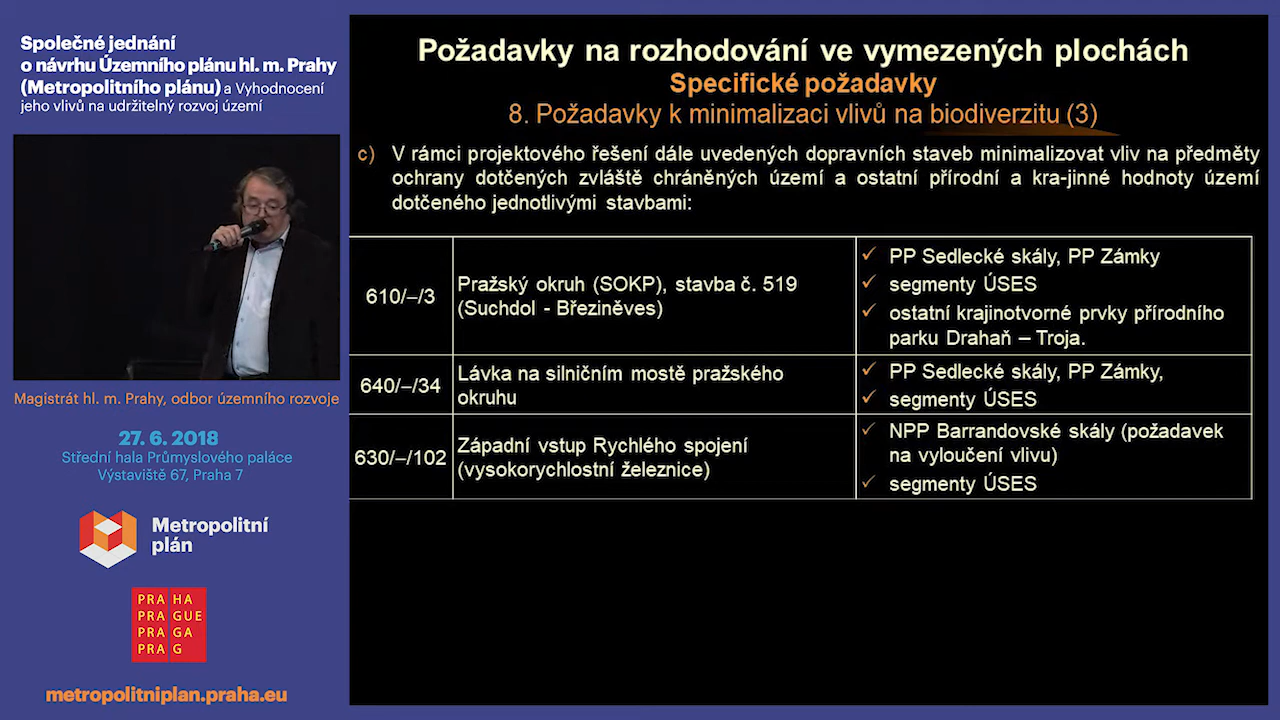 Společné jednání
o návrhu Územního plánu hl. m. Prahy
(Metropolitního plánu) a Vyhodnocení
jeho vlivů na udržitelný rozvoj území
Magistrát hl. m. Prahy, odbor územního rozvoje
27. 6. 2018
Střední hala Průmyslového paláce
Výstaviště 67, Praha 7
Metropolitní
plán
PRA HA
PRA GUE
PRA GA
PRA G
metropolitniplan.praha.eu
Požadavky na rozhodování ve vymezených plochách
Specifické požadavky
8. Požadavky k minimalizaci vlivů na biodiverzitu (3)
c) V rámci projektového řešení dále uvedených dopravních staveb minimalizovat vliv na předměty
ochrany dotčených zvláště chráněných území a ostatní přírodní a kra-jinné hodnoty území
dotčeného jednotlivými stavbami:
610/–/3
Pražský okruh (SOKP), stavba č. 519
(Suchdol - Březiněves)
✓ PP Sedlecké skály, PP Zámky
✓ segmenty ÚSES
✓ ostatní krajinotvorné prvky přírodního
parku Drahaň – Troja.
640/–/34
Lávka na silničním mostě pražského
okruhu
✓ PP Sedlecké skály, PP Zámky,
✓ segmenty ÚSES
630/–/102
Západní vstup Rychlého spojení
(vysokorychlostní železnice)
✓ NPP Barrandovské skály (požadavek
na vyloučení vlivu)
✓ segmenty ÚSES